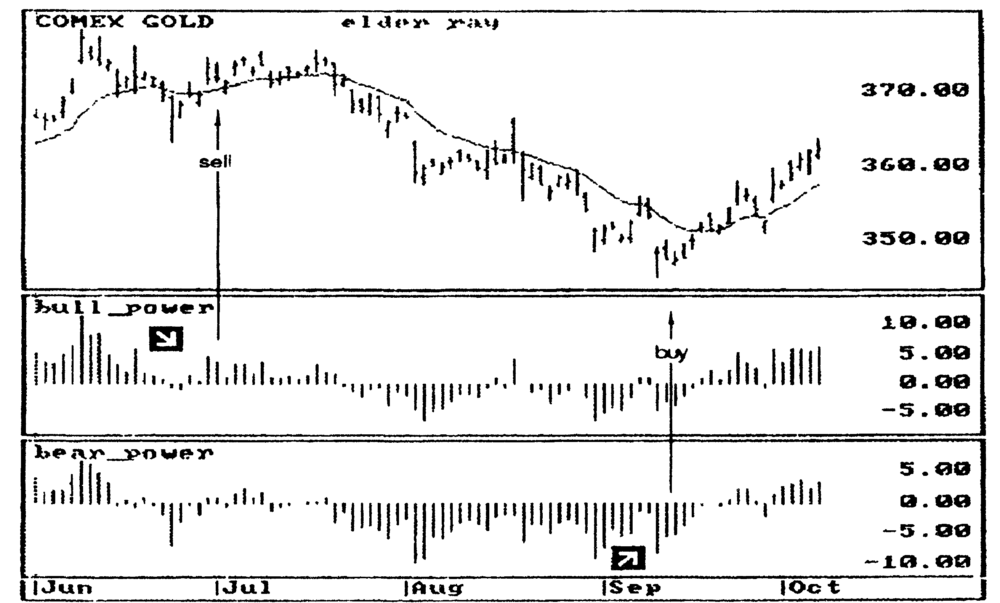 COMEX GOLD elder ray
370.00
sell
360.00
350.00
bull_power
10.00
buy
5.00
0.00
-5.00
bear_power
5.00
0.00
-5.00
-10.00
|Jun |Jul |Aug |Sep |Oct